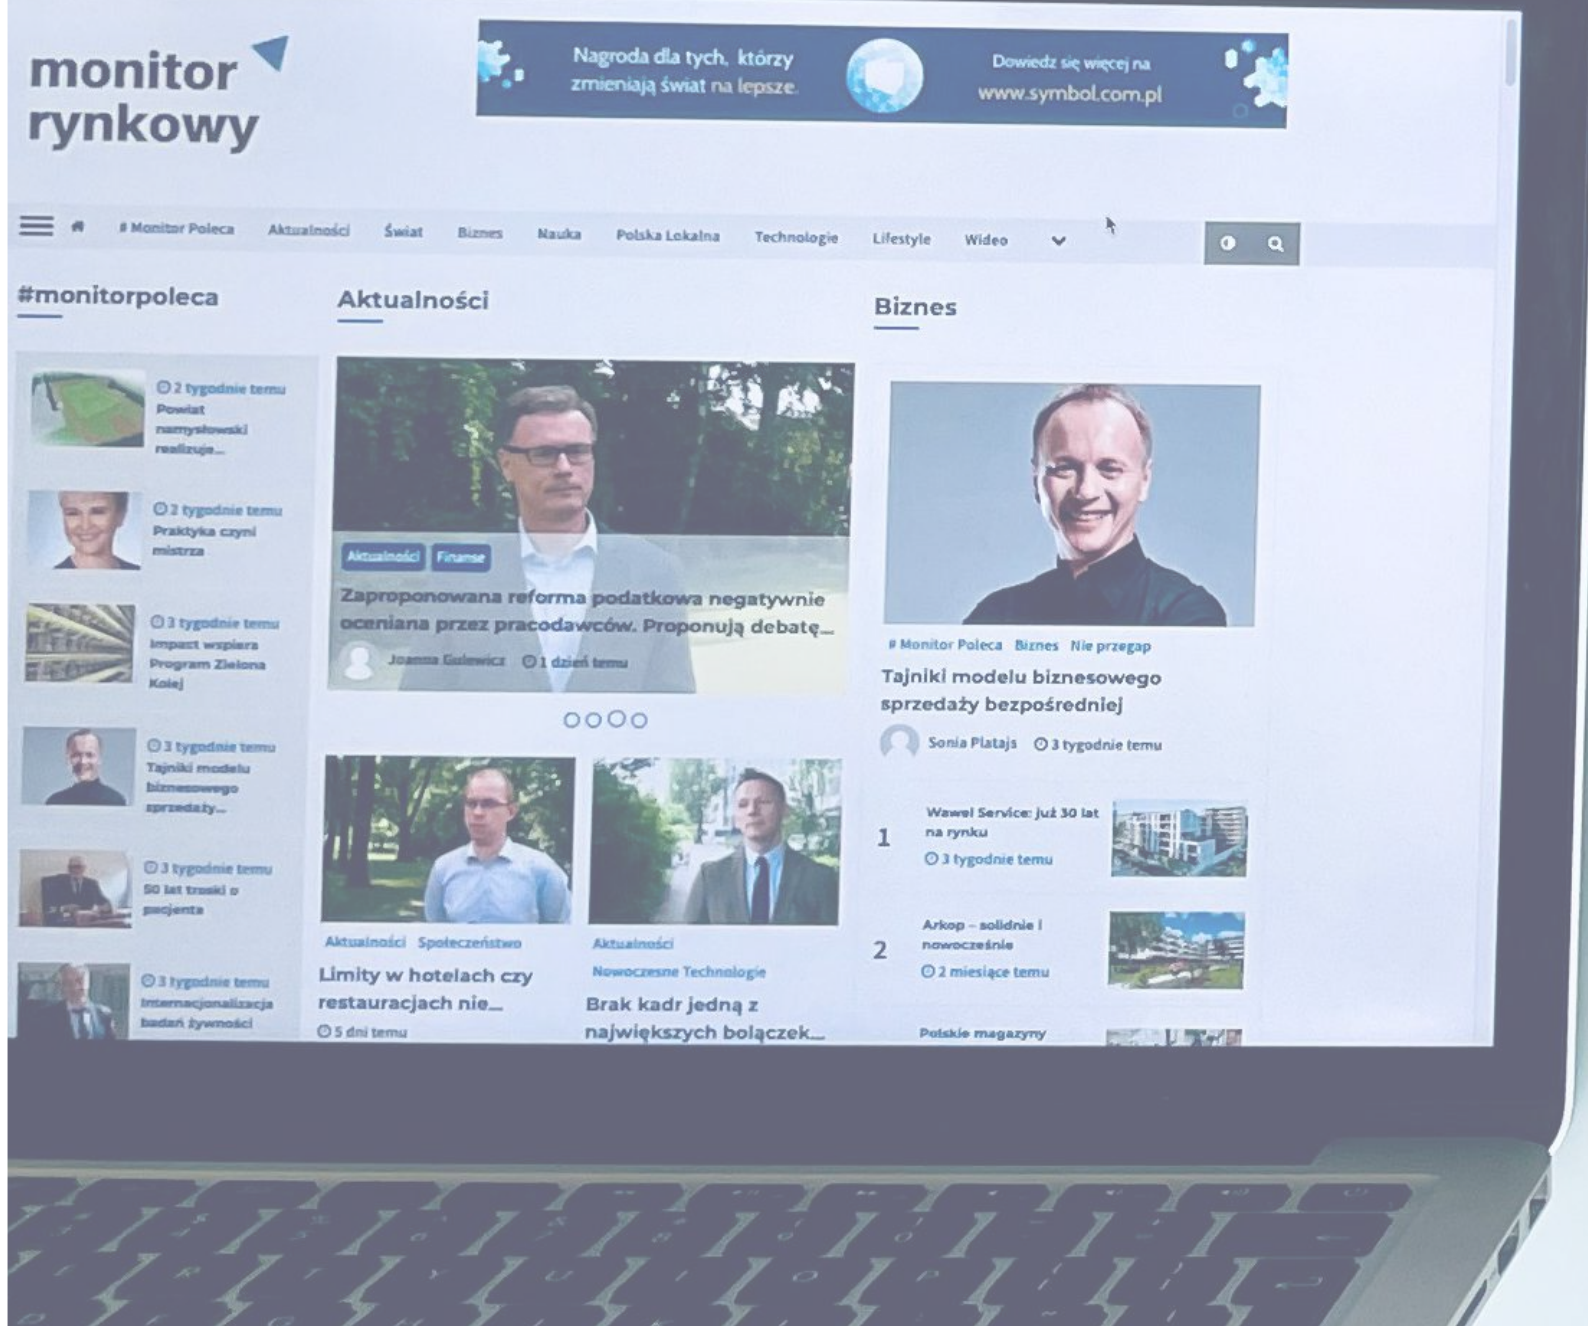 monitor
rynkowy
Nagroda dla tych, którzy
zmieniają świat na lepsze.
Dowiedz się więcej na
www.symbol.com.pl
# Monitor Poleca
Aktualności
Świat
Biznes
Nauka
Polska Lokalna
Technologie
Lifestyle
Wideo
#monitorpoleca
2 tygodnie temu
Powiat
namysłowski
realizuje...
2 tygodnie temu
Praktyka czyni
mistrza
3 tygodnie temu
Impact wspiera
Program Zielona
Kolej
3 tygodnie temu
Tajniki modelu
biznesowego
sprzedaży...
3 tygodnie temu
50 lat troski o
pacjenta
3 tygodnie temu
Internacjonalizacja
badań żywności
Aktualności
Aktualności Finanse
Zaproponowana reforma podatkowa negatywnie
oceniana przez pracodawców. Proponują debatę...
Joanna Gulewicz 1 dzień temu
Aktualności Społeczeństwo
Limity w hotelach czy
restauracjach nie...
5 dni temu
Aktualności
Nowoczesne Technologie
Brak kadr jedną z
największych bolączek...
Biznes
# Monitor Poleca Biznes Nie przegap
Tajniki modelu biznesowego
sprzedaży bezpośredniej
Sonia Platajs 3 tygodnie temu
1
Wawel Service: już 30 lat
na rynku
3 tygodnie temu
2
Arkop – solidnie i
nowocześnie
2 miesiące temu
Polskie magazyny
R T Y U I O P